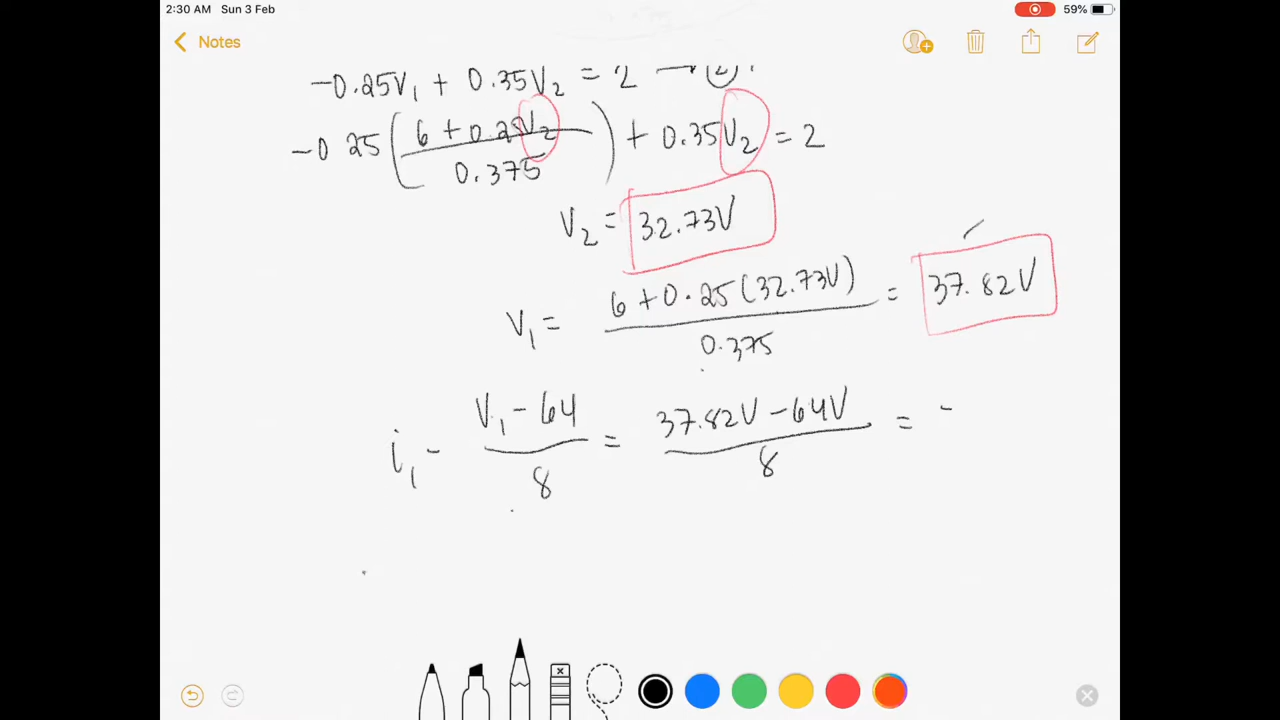 2:30 AM Sun 3 Feb 59%
Notes
-0.25V₁ + 0.35V₂ = 2 → ②
-0.25(6 + 0.25V₂ / 0.375) + 0.35V₂ = 2
V₂ = 32.73V
V₁ = 6 + 0.25(32.73V) / 0.375 = 37.82V
i₁ - V₁ - 64 / 8 = 37.82V - 64V / 8 = -